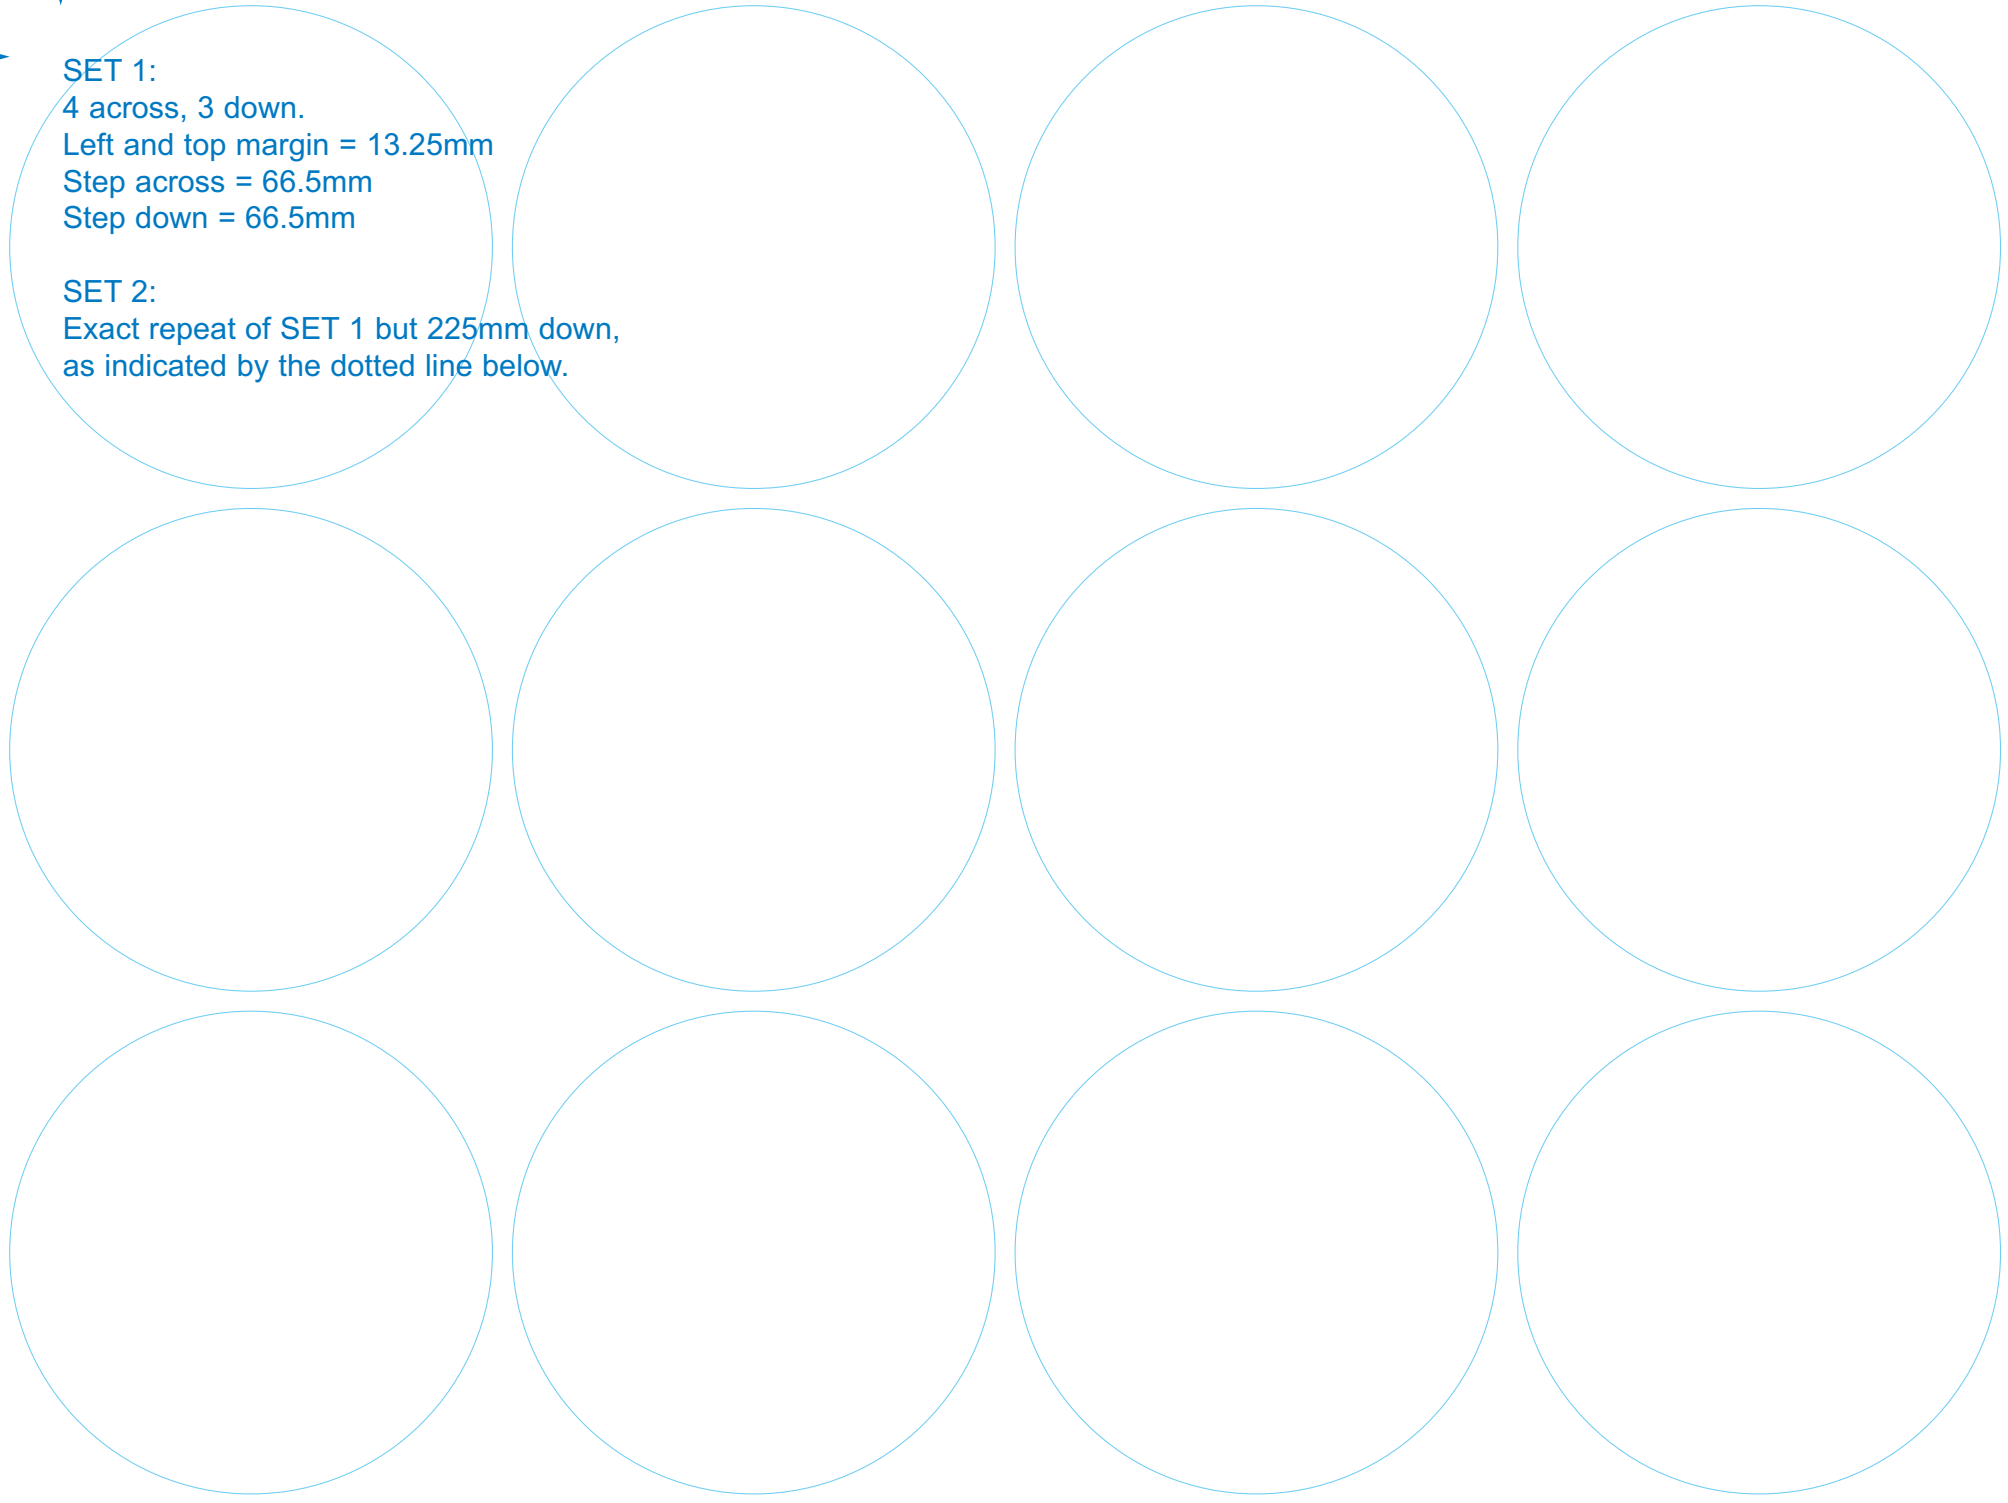 SET 1:
4 across, 3 down.
Left and top margin = 13.25mm
Step across = 66.5mm
Step down = 66.5mm
SET 2:
Exact repeat of SET 1 but 225mm down,
as indicated by the dotted line below.